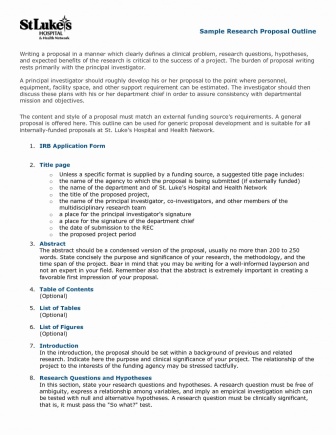 StLuke's
HOSPITAL
& Health Network
Sample Research Proposal Outline
Writing a proposal in a manner which clearly defines a clinical problem, research questions, hypotheses,
and expected benefits of the research is critical to the success of a project. The burden of proposal writing
rests primarily with the principal investigator.
A principal investigator should roughly develop his or her proposal to the point where personnel,
equipment, facility space, and other support requirement can be estimated. The investigator should then
discuss these plans with his or her department chief in order to assure consistency with departmental
mission and objectives.
The content and style of a proposal must match an external funding source's requirements. A general
proposal is offered here. This outline can be used for generic proposal development and is suitable for all
internally-funded proposals at St. Luke's Hospital and Health Network.
1. IRB Application Form
2. Title page
o Unless a specific format is supplied by a funding source, a suggested title page includes:
o the name of the agency to which the proposal is being submitted (if externally funded)
o the name of the department and of St. Luke's Hospital and Health Network
o the title of the proposed project,
o the name of the principal investigator, co-investigators, and other members of the
multidisciplinary research team
o a place for the principal investigator's signature
o a place for the signature of the department chief
o the date of submission to the REC
o the proposed project period
3. Abstract
The abstract should be a condensed version of the proposal, usually no more than 200 to 250
words. State concisely the purpose and significance of your research, the methodology, and the
time span of the project. Bear in mind that you may be writing for a well-informed layperson and
not an expert in your field. Remember also that the abstract is extremely important in creating a
favorable first impression of your proposal.
4. Table of Contents
(Optional)
5. List of Tables
(Optional)
6. List of Figures
(Optional)
7. Introduction
In the introduction, the proposal should be set within a background of previous and related
research. Indicate here the purpose and clinical significance of your project. The relationship of the
project to the interests of the funding agency may be stressed tactfully.
8. Research Questions and Hypotheses
In this section, state your research questions and hypotheses. A research question must be free of
ambiguity, express a relationship among variables, and imply an empirical investigation which can
be tested with null and alternative hypotheses. A research question must be clinically significant,
that is, it must pass the "So what?" test.